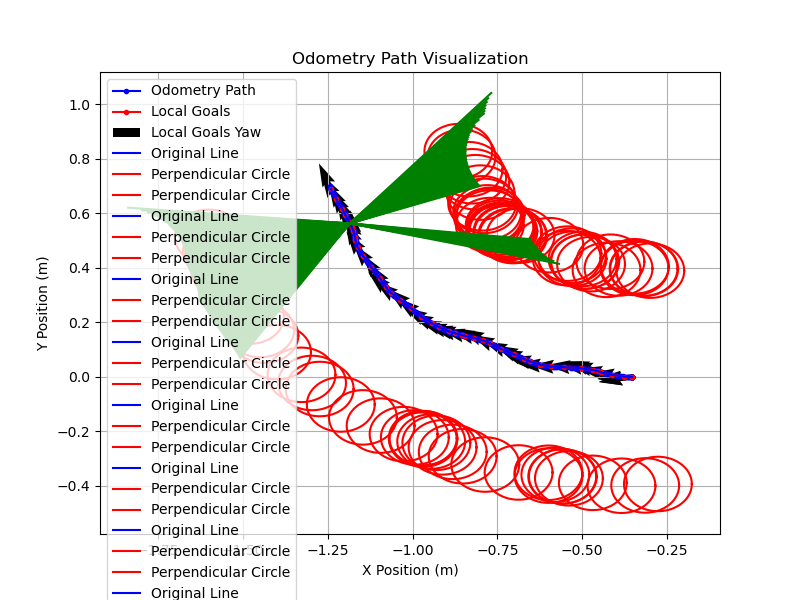 Odometry Path Visualization
1.0
0.8
0.6
0.4
0.2
0.0
−0.2
−0.4
Y Position (m)
Odometry Path
Local Goals
Local Goals Yaw
Original Line
Perpendicular Circle
Perpendicular Circle
Original Line
Perpendicular Circle
Perpendicular Circle
Original Line
Perpendicular Circle
Perpendicular Circle
Original Line
Perpendicular Circle
Perpendicular Circle
Original Line
Perpendicular Circle
Perpendicular Circle
Original Line
Perpendicular Circle
Perpendicular Circle
Original Line
Perpendicular Circle
Perpendicular Circle
Original Line
−1.25
−1.00
−0.75
−0.50
−0.25
X Position (m)